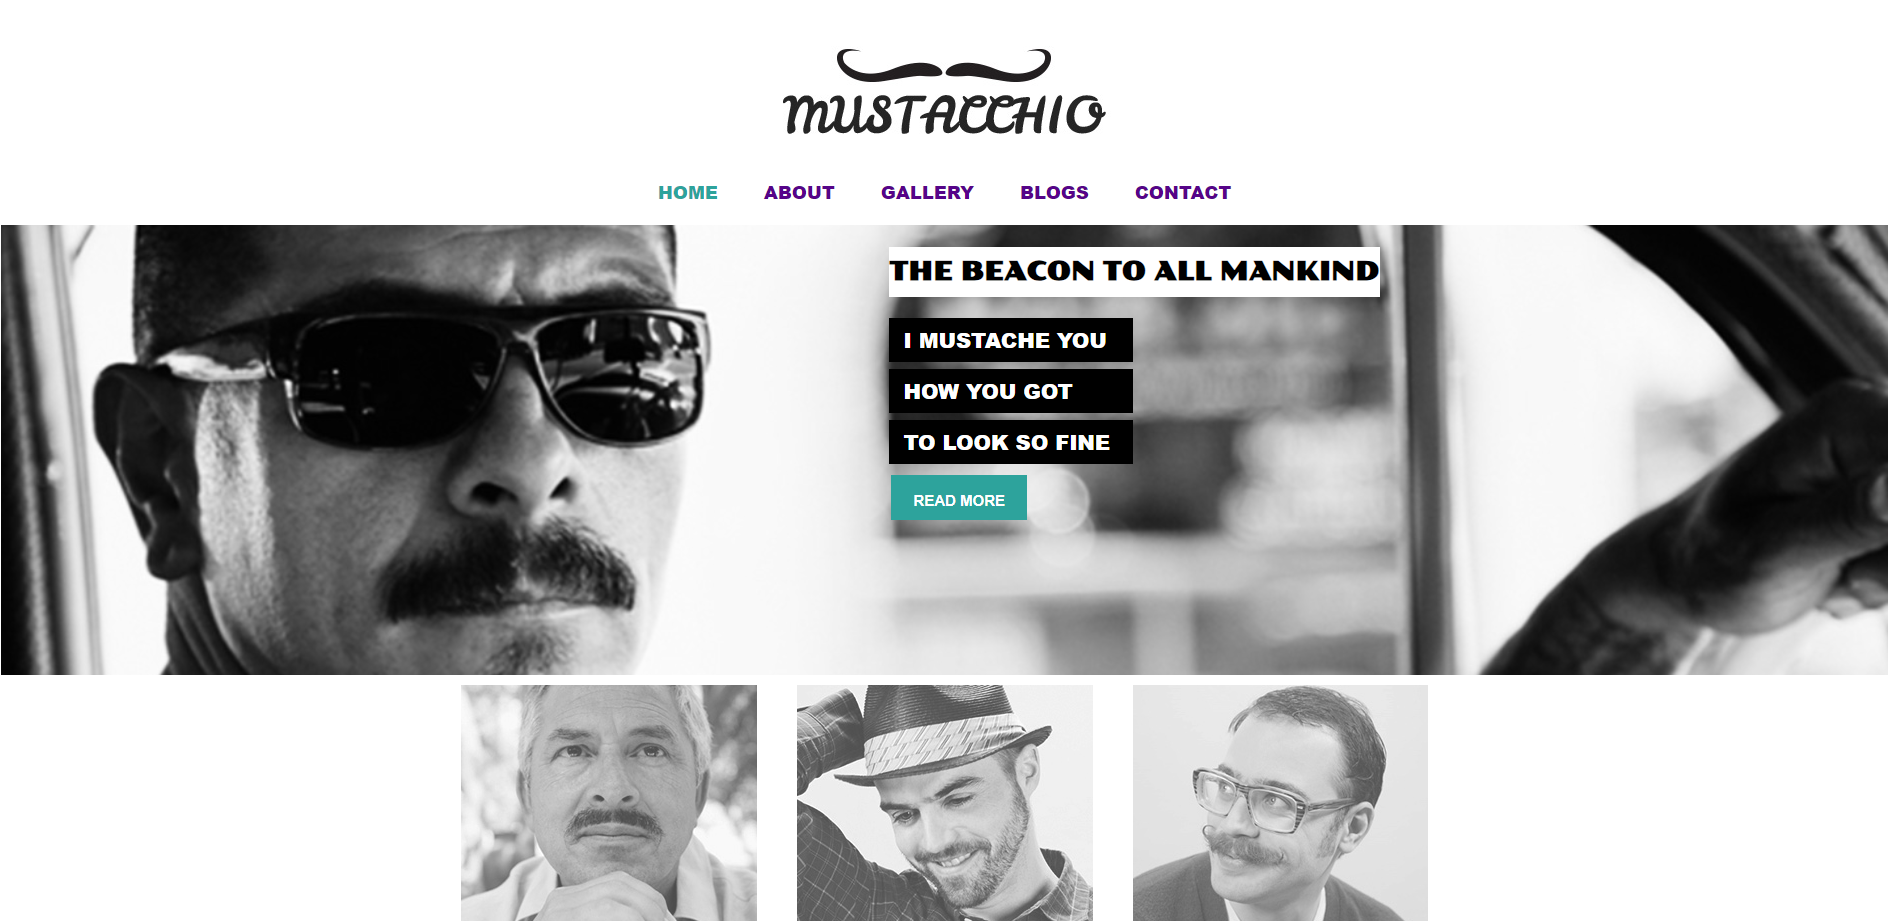 MUSTACCHIO
HOME ABOUT GALLERY BLOGS CONTACT
THE BEACON TO ALL MANKIND
I MUSTACHE YOU
HOW YOU GOT
TO LOOK SO FINE
READ MORE